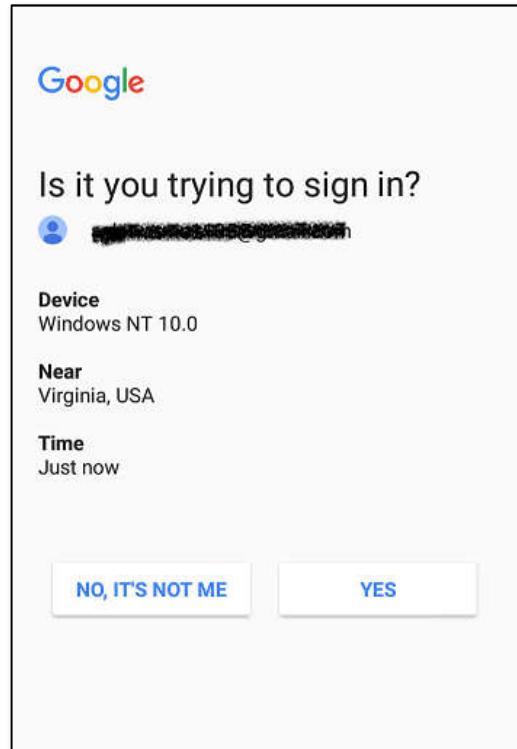 Google
Is it you trying to sign in?
Device
Windows NT 10.0
Near
Virginia, USA
Time
Just now
NO, IT'S NOT ME
YES